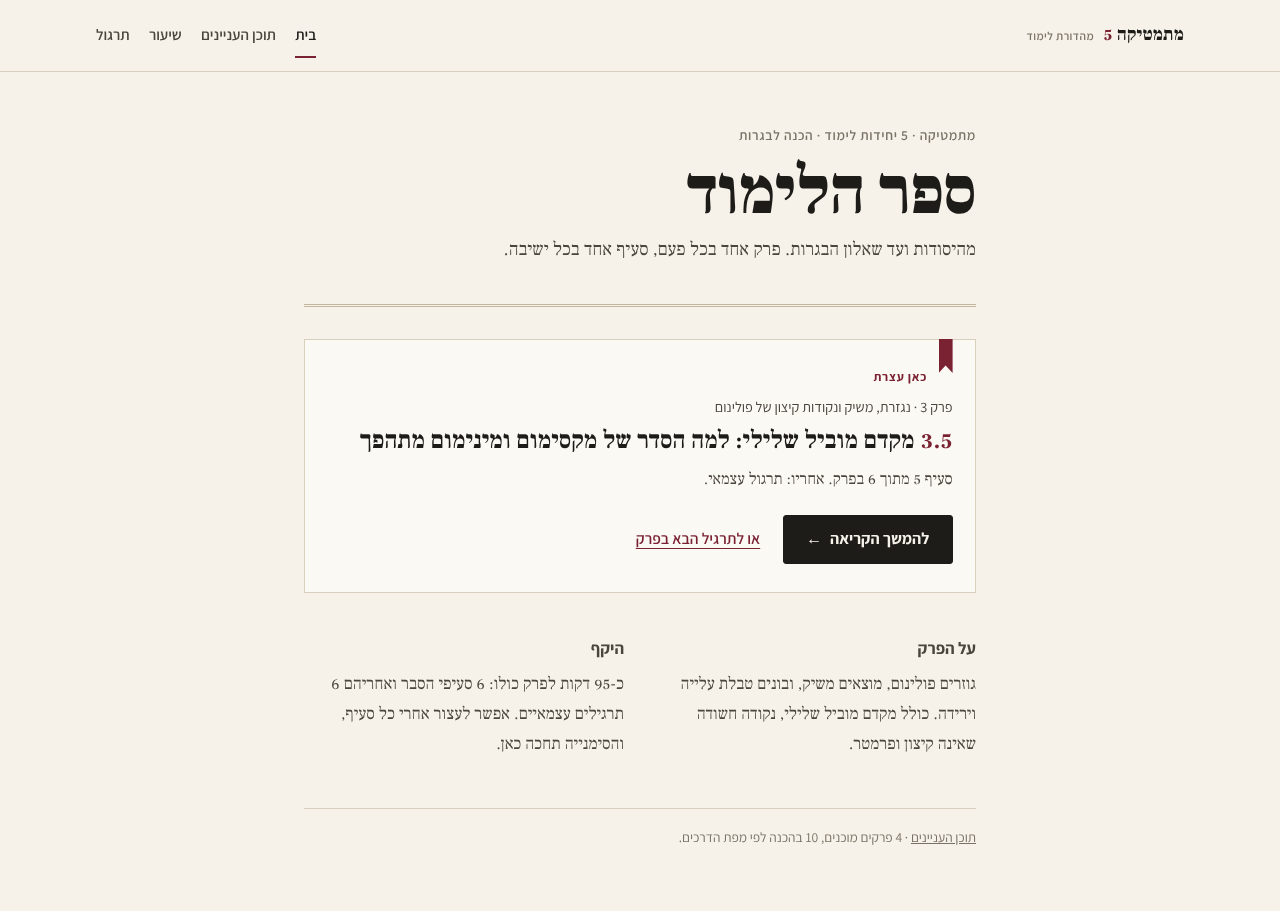 מתמטיקה 5 מהדורת לימוד
בית תוכן העניינים שיעור תרגול
מתמטיקה · 5 יחידות לימוד · הכנה לבגרות
ספר הלימוד
מהיסודות ועד שאלון הבגרות. פרק אחד בכל פעם, סעיף אחד בכל ישיבה.
כאן עצרת
פרק 3 · נגזרת, משיק ונקודות קיצון של פולינום
3.5 מקדם מוביל שלילי: למה הסדר של מקסימום ומינימום מתהפך
סעיף 5 מתוך 6 בפרק. אחריו: תרגול עצמאי.
להמשך הקריאה ←
או לתרגיל הבא בפרק
על הפרק
גוזרים פולינום, מוצאים משיק, ובונים טבלת עלייה
וירידה. כולל מקדם מוביל שלילי, נקודה חשודה
שאינה קיצון ופרמטר.
היקף
כ-95 דקות לפרק כולו: 6 סעיפי הסבר ואחריהם 6
תרגילים עצמאיים. אפשר לעצור אחרי כל סעיף,
והסימנייה תחכה כאן.
תוכן העניינים · 4 פרקים מוכנים, 10 בהכנה לפי מפת הדרכים.